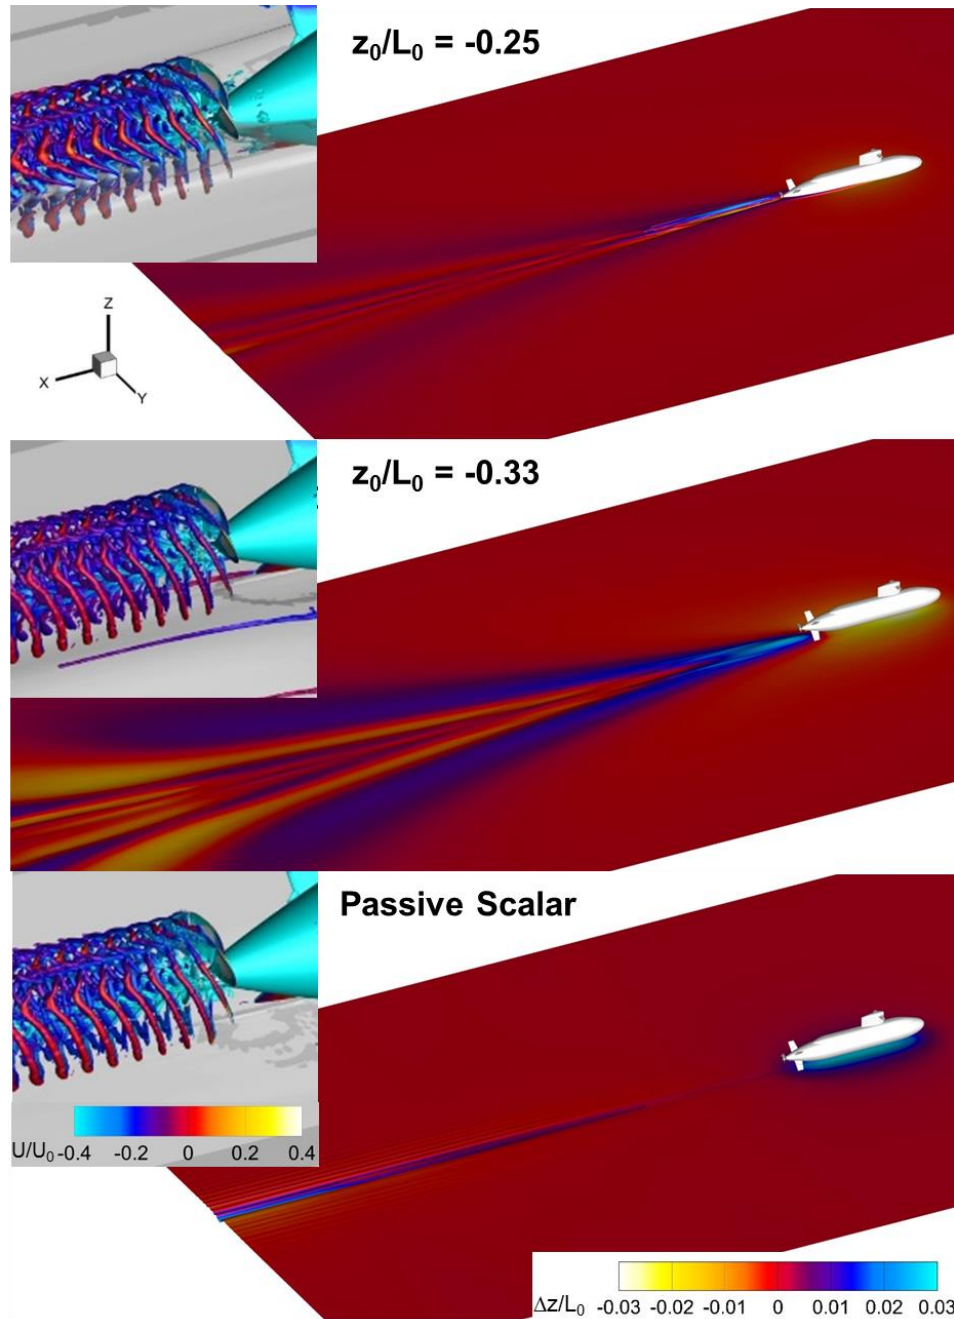 z₀/L₀ = -0.25
Z
X
Y
z₀/L₀ = -0.33
Passive Scalar
U/U₀ -0.4 -0.2 0 0.2 0.4
Δz/L₀ -0.03 -0.02 -0.01 0 0.01 0.02 0.03